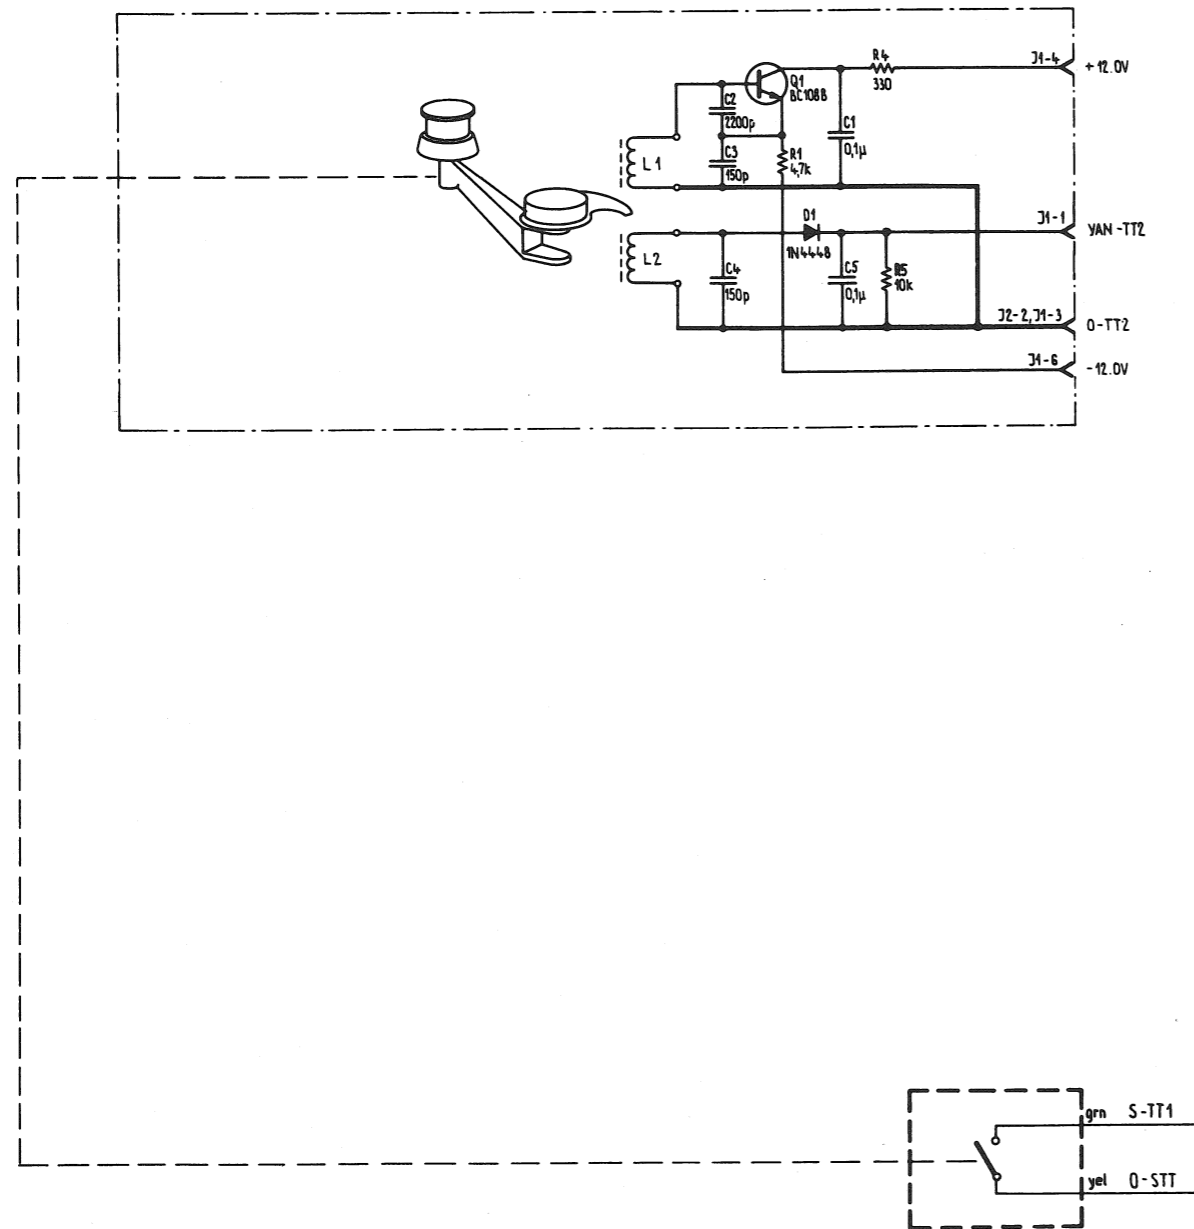 R4
330
J1-4
+12.0V
Q1
BC108B
C2
2200p
C1
0,1µ
C3
150p
R1
4,7k
L1
D1
1N4448
J1-1
YAN-TT2
L2
C4
150p
C5
0,1µ
R5
10k
J2-2,J1-3
0-TT2
J1-6
-12.0V
grn S-TT1
yel 0-STT